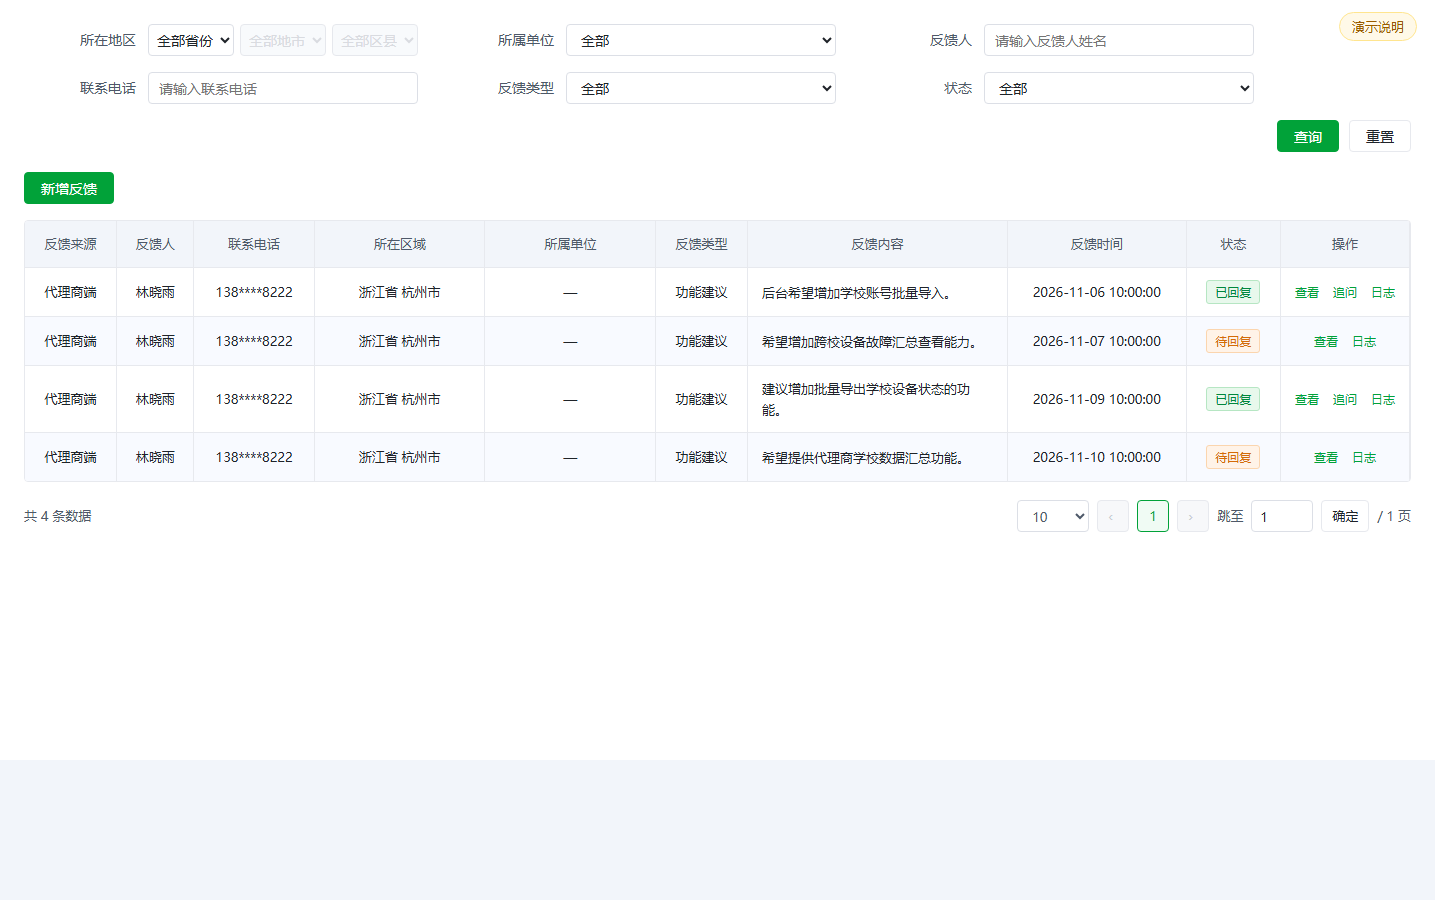 所在地区 全部省份 全部地市 全部区县 所属单位 全部 反馈人 请输入反馈人姓名 演示说明
联系电话 请输入联系电话 反馈类型 全部 状态 全部
查询 重置
新增反馈
反馈来源 反馈人 联系电话 所在区域 所属单位 反馈类型 反馈内容 反馈时间 状态 操作
代理商端 林晓雨 138****8222 浙江省 杭州市 — 功能建议 后台希望增加学校账号批量导入。 2026-11-06 10:00:00 已回复 查看 追问 日志
代理商端 林晓雨 138****8222 浙江省 杭州市 — 功能建议 希望增加跨校设备故障汇总查看能力。 2026-11-07 10:00:00 待回复 查看 日志
代理商端 林晓雨 138****8222 浙江省 杭州市 — 功能建议 建议增加批量导出学校设备状态的功
能。 2026-11-09 10:00:00 已回复 查看 追问 日志
代理商端 林晓雨 138****8222 浙江省 杭州市 — 功能建议 希望提供代理商学校数据汇总功能。 2026-11-10 10:00:00 待回复 查看 日志
共 4 条数据 10 ‹ 1 › 跳至 1 确定 / 1 页